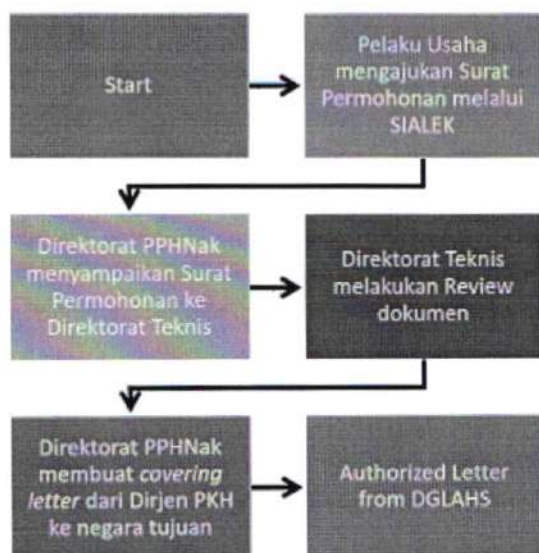 Start
Pelaku Usaha
mengajukan Surat
Permohonan melalui
SIALEK
Direktorat PPHNak
menyampaikan Surat
Permohonan ke
Direktorat Teknis
Direktorat Teknis
melakukan Review
dokumen
Direktorat PPHNak
membuat covering
letter dari Dirjen PKH
ke negara tujuan
Authorized Letter
from DGLAHS